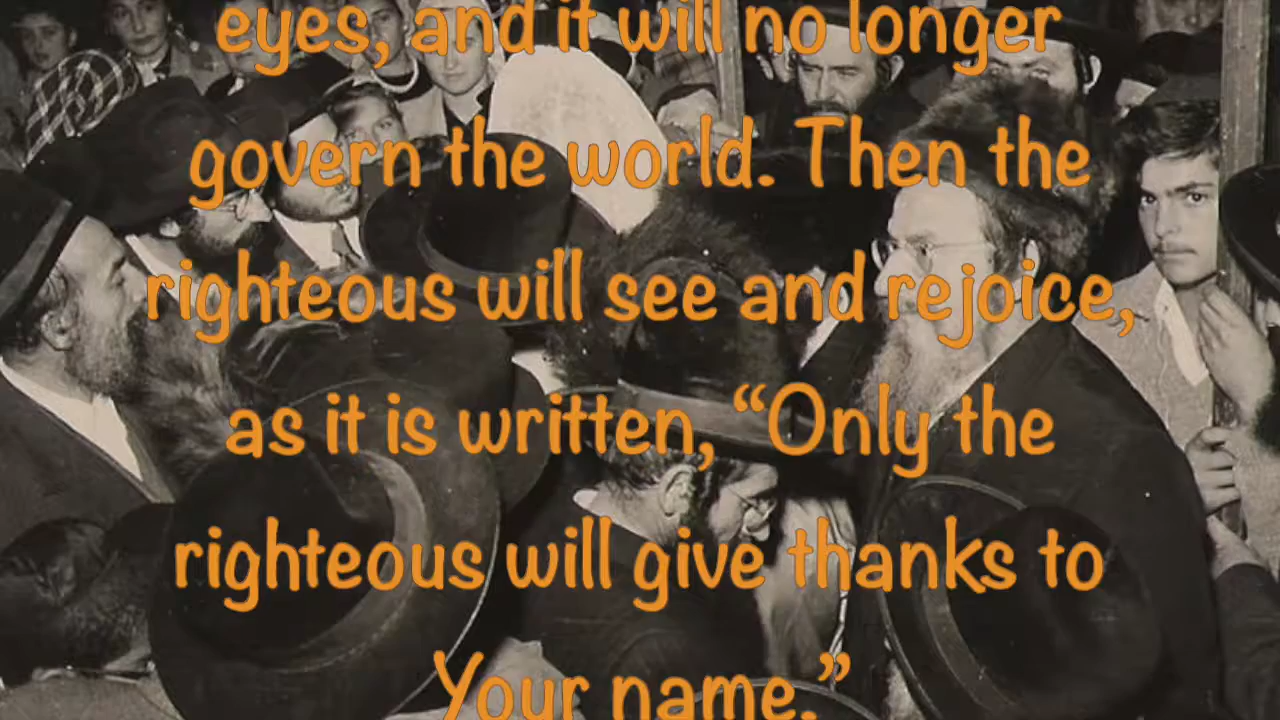 eyes, and it will no longer
govern the world. Then the
righteous will see and rejoice,
as it is written, “Only the
righteous will give thanks to
Your name.”